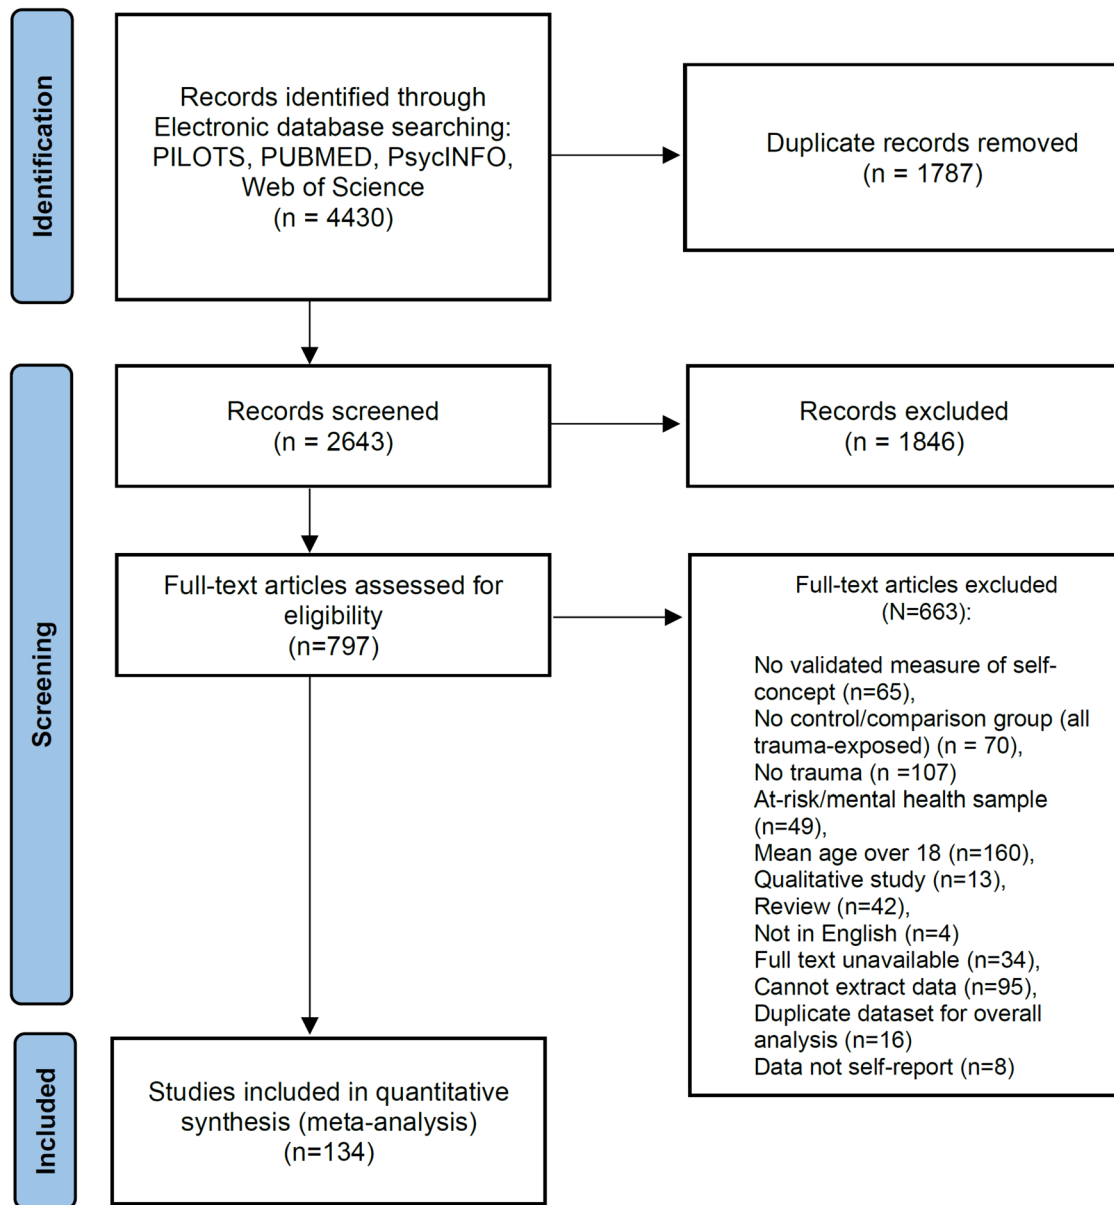 Identification
Records identified through
Electronic database searching:
PILOTS, PUBMED, PsycINFO,
Web of Science
(n = 4430)
Duplicate records removed
(n = 1787)
Screening
Records screened
(n = 2643)
Records excluded
(n = 1846)
Full-text articles assessed for
eligibility
(n=797)
Full-text articles excluded
(N=663):
No validated measure of self-
concept (n=65),
No control/comparison group (all
trauma-exposed) (n = 70),
No trauma (n =107)
At-risk/mental health sample
(n=49),
Mean age over 18 (n=160),
Qualitative study (n=13),
Review (n=42),
Not in English (n=4)
Full text unavailable (n=34),
Cannot extract data (n=95),
Duplicate dataset for overall
analysis (n=16)
Data not self-report (n=8)
Included
Studies included in quantitative
synthesis (meta-analysis)
(n=134)